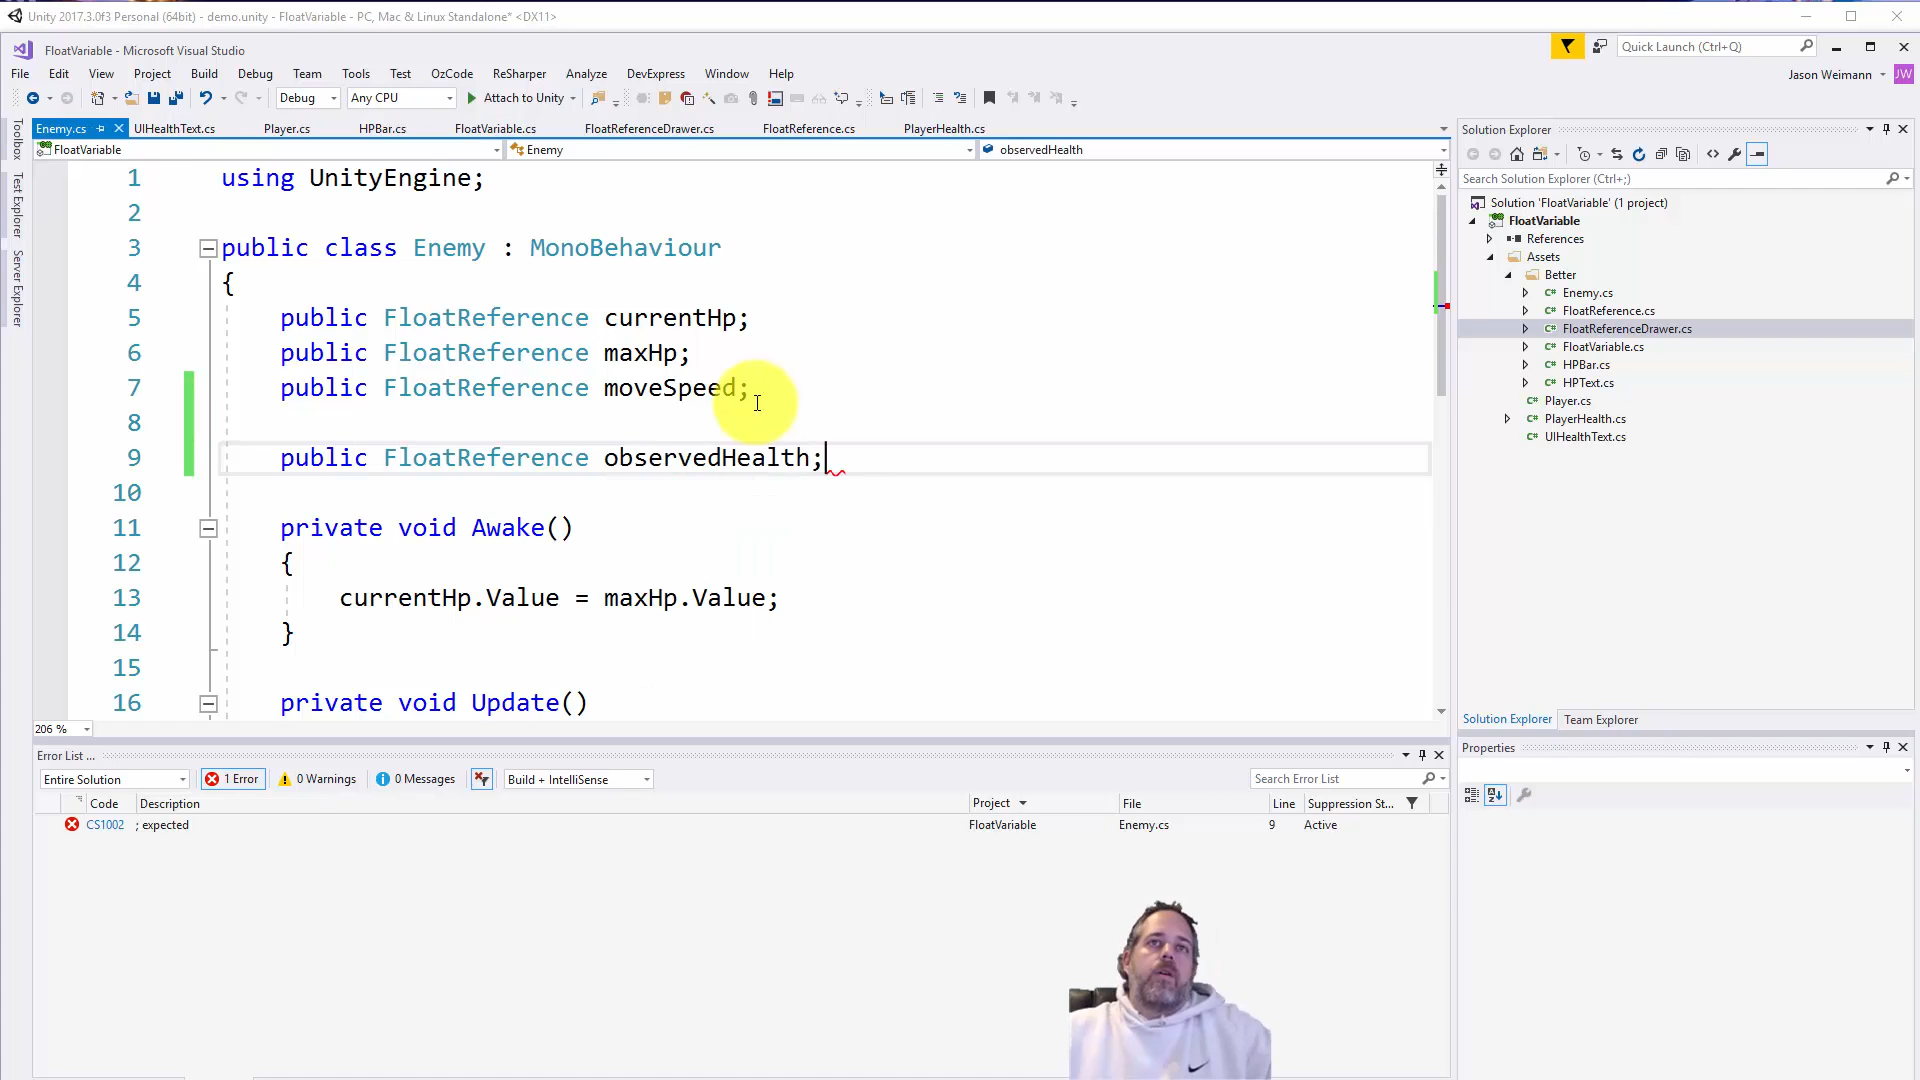 Unity 2017.3.0f3 Personal (64bit) - demo.unity - FloatVariable - PC, Mac & Linux Standalone* <DX11>
FloatVariable - Microsoft Visual Studio
Quick Launch (Ctrl+Q)
File Edit View Project Build Debug Team Tools Test OzCode ReSharper Analyze DevExpress Window Help
Jason Weimann JW
Debug Any CPU Attach to Unity
Enemy.cs UIHealthText.cs Player.cs HPBar.cs FloatVariable.cs FloatReferenceDrawer.cs FloatReference.cs PlayerHealth.cs
FloatVariable Enemy observedHealth
Toolbox
Test Explorer
Server Explorer
1 using UnityEngine;
2
3 public class Enemy : MonoBehaviour
4 {
5 public FloatReference currentHp;
6 public FloatReference maxHp;
7 public FloatReference moveSpeed;
8
9 public FloatReference observedHealth;
10
11 private void Awake()
12 {
13 currentHp.Value = maxHp.Value;
14 }
15
16 private void Update()
206 %
Solution Explorer
Search Solution Explorer (Ctrl+;)
Solution 'FloatVariable' (1 project)
FloatVariable
References
Assets
Better
C# Enemy.cs
C# FloatReference.cs
C# FloatReferenceDrawer.cs
C# FloatVariable.cs
C# HPBar.cs
C# HPText.cs
C# Player.cs
C# PlayerHealth.cs
C# UIHealthText.cs
Solution Explorer Team Explorer
Properties
Error List ...
Entire Solution 1 Error 0 Warnings 0 Messages Build + IntelliSense Search Error List
Code Description Project File Line Suppression St...
CS1002 ; expected FloatVariable Enemy.cs 9 Active